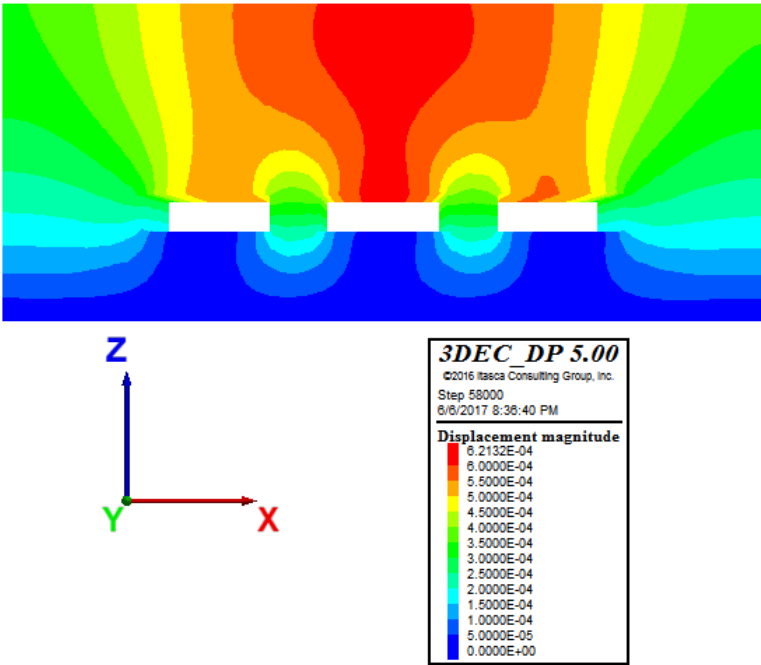 Z
Y
X
3DEC_DP 5.00
©2016 Itasca Consulting Group, Inc.
Step 58000
6/6/2017 8:36:40 PM
Displacement magnitude
6.2132E-04
6.0000E-04
5.5000E-04
5.0000E-04
4.5000E-04
4.0000E-04
3.5000E-04
3.0000E-04
2.5000E-04
2.0000E-04
1.5000E-04
1.0000E-04
5.0000E-05
0.0000E+00